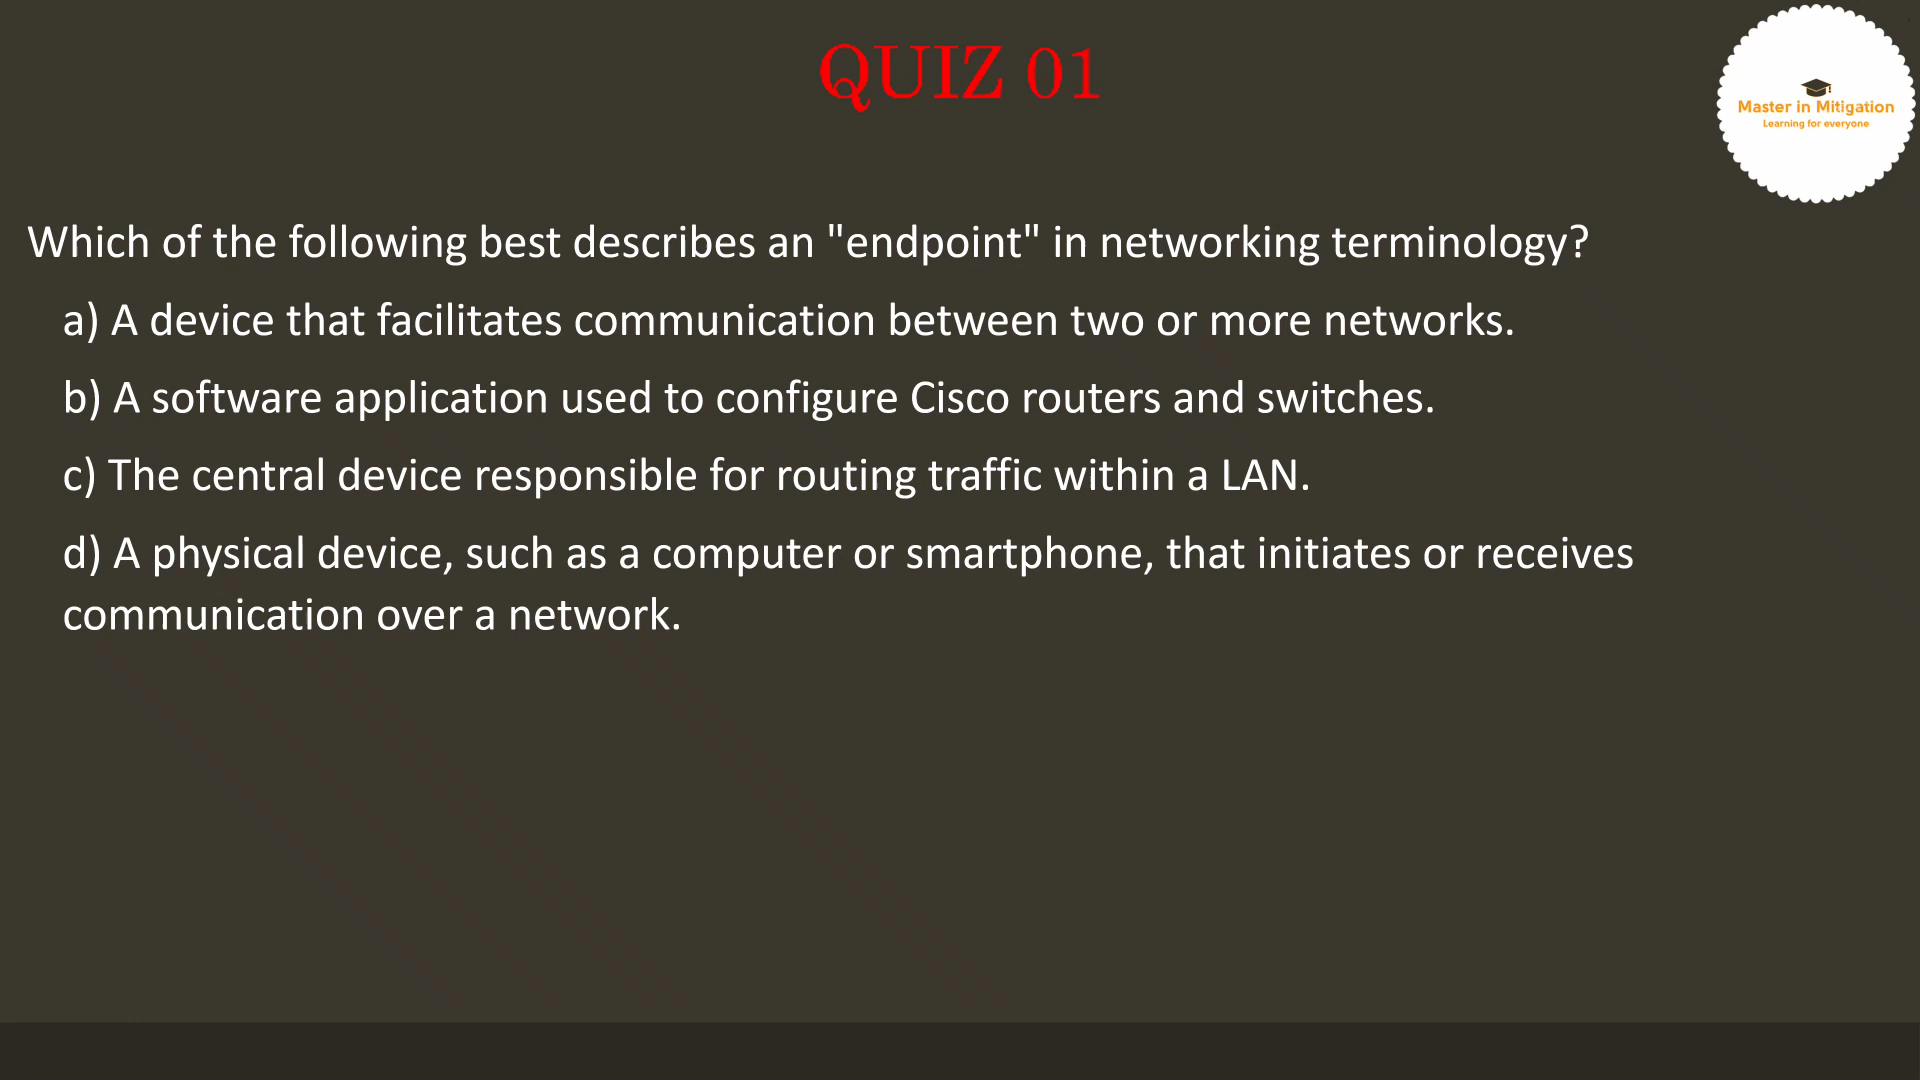 QUIZ 01
Master in Mitigation
Learning for everyone
Which of the following best describes an "endpoint" in networking terminology?
a) A device that facilitates communication between two or more networks.
b) A software application used to configure Cisco routers and switches.
c) The central device responsible for routing traffic within a LAN.
d) A physical device, such as a computer or smartphone, that initiates or receives
communication over a network.